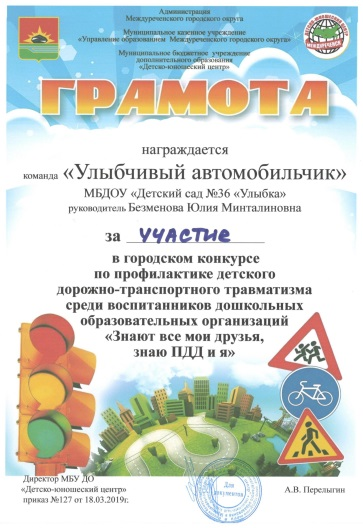 Администрация
Междуреченского городского округа
Муниципальное казенное учреждение
«Управление образованием Междуреченского городского округа»
Муниципальное бюджетное учреждение
дополнительного образования
«Детско-юношеский центр»
МЕЖДУРЕЧЕНСК
ГРАМОТА
награждается
команда «Улыбчивый автомобильчик»
МБДОУ «Детский сад №36 «Улыбка»
руководитель Безменова Юлия Минталиновна
за участие
в городском конкурсе
по профилактике детского
дорожно-транспортного травматизма
среди воспитанников дошкольных
образовательных организаций
«Знают все мои друзья,
знаю ПДД и я»
Для
документов
Директор МБУ ДО
«Детско-юношеский центр»
приказ №127 от 18.03.2019г.
А.В. Перелыгин